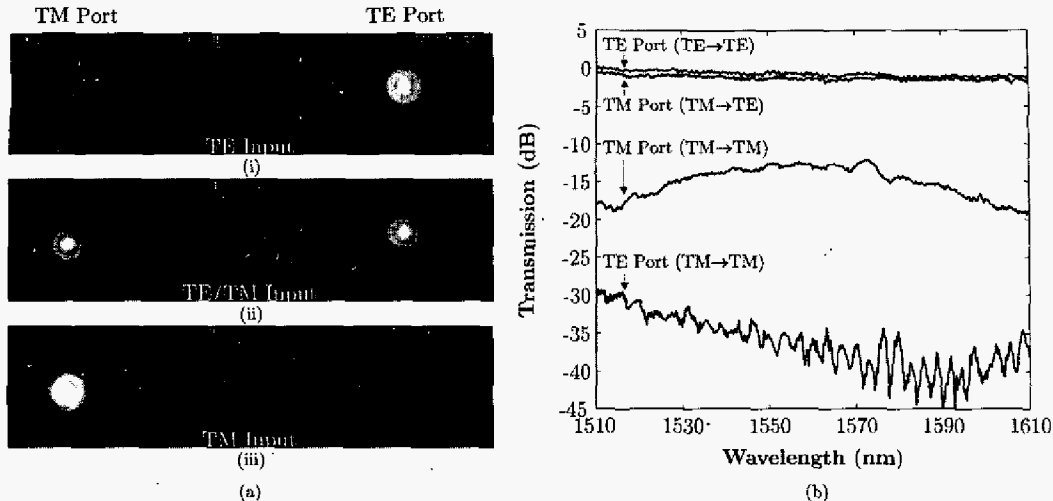 TM Port
TE Port
TE Input
(i)
TE/TM Input
(ii)
TM Input
(iii)
(a)
5
0
-5
-10
-15
-20
-25
-30
-35
-40
-45
Transmission (dB)
TE Port (TE→TE)
TM Port (TM→TE)
TM Port (TM→TM)
TE Port (TM→TM)
1510
1530
1550
1570
1590
1610
Wavelength (nm)
(b)